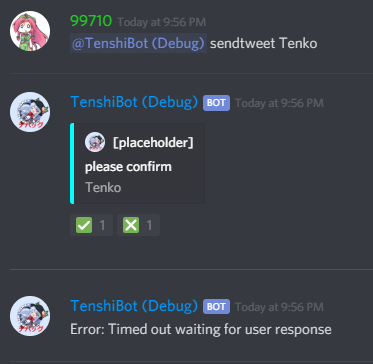 99710 Today at 9:56 PM
@TenshiBot (Debug) sendtweet Tenko
TenshiBot (Debug) BOT Today at 9:56 PM
[placeholder]
please confirm
Tenko
1 1
TenshiBot (Debug) BOT Today at 9:56 PM
Error: Timed out waiting for user response